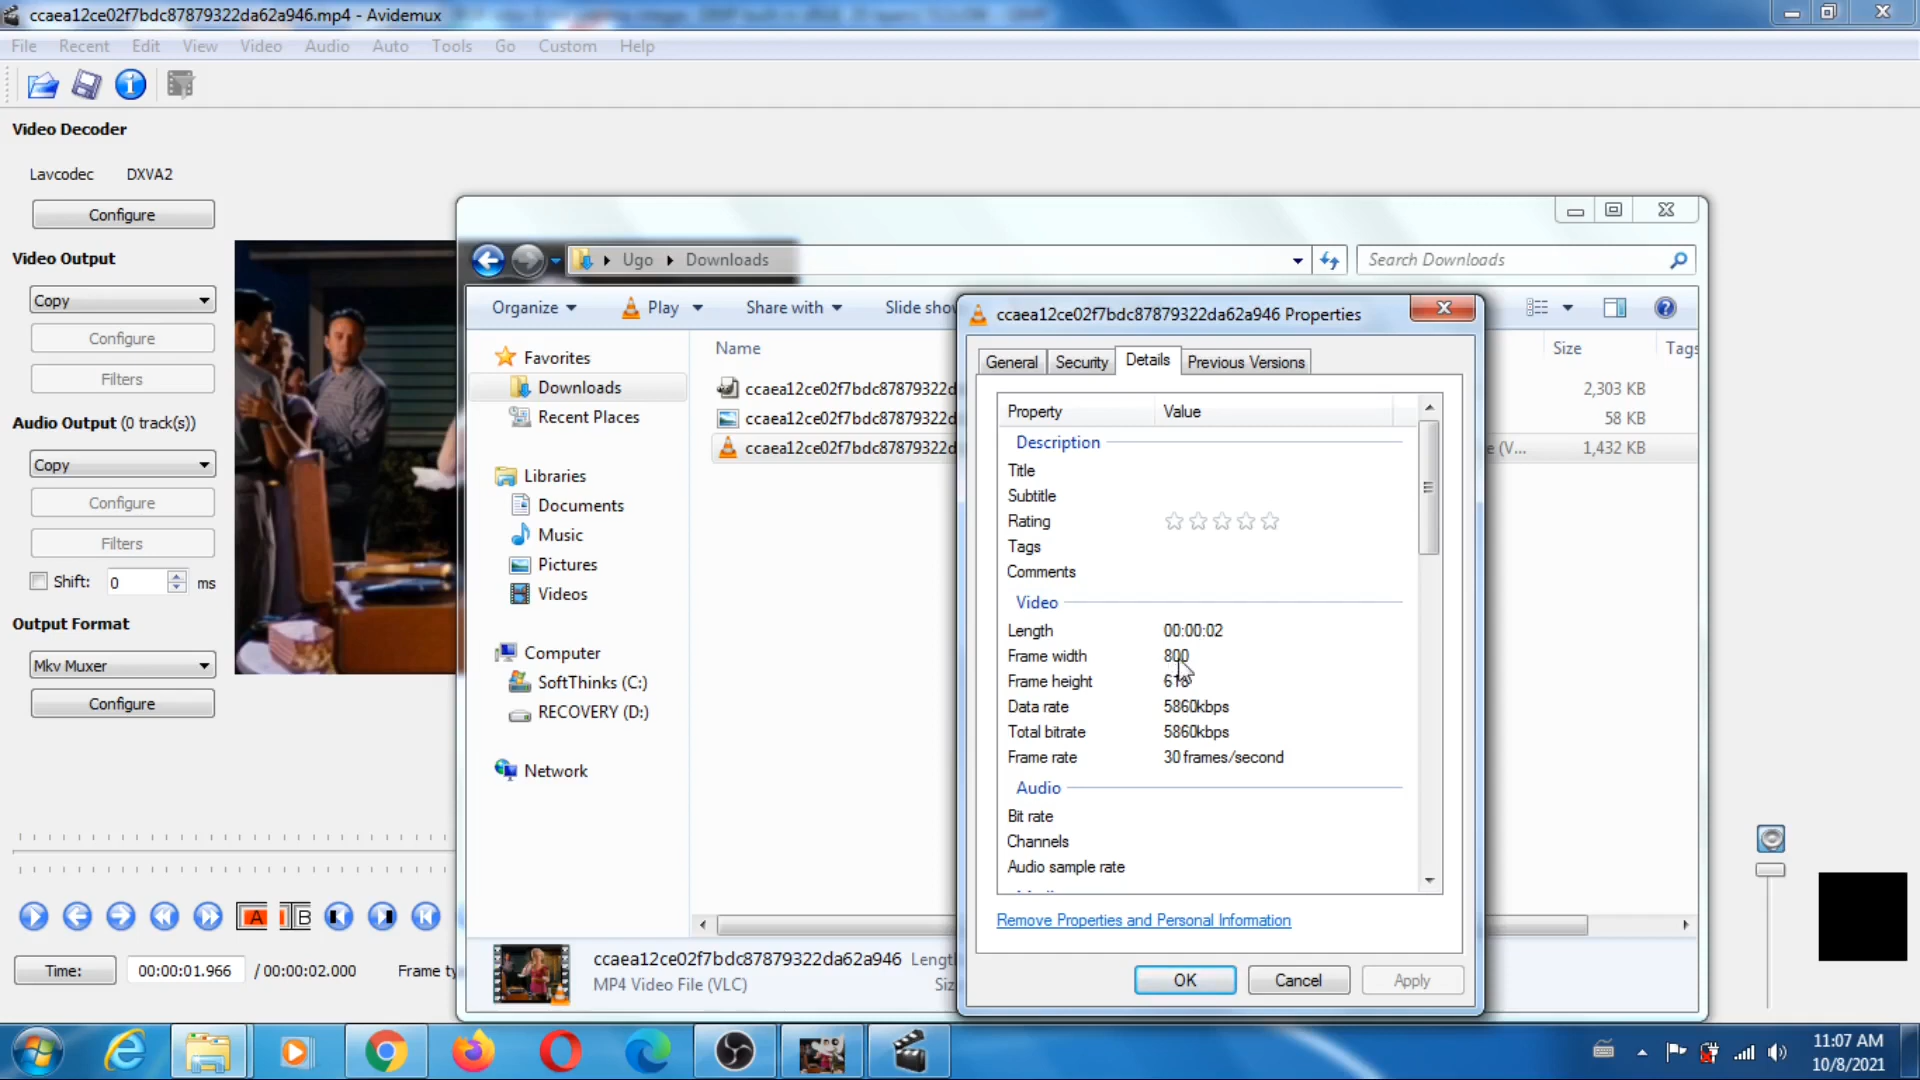 ccaea12ce02f7bdc87879322da62a946.mp4 - Avidemux
File Recent Edit View Video Audio Auto Tools Go Custom Help
Video Decoder
Lavcodec DXVA2
Configure
Video Output
Copy
Configure
Filters
Audio Output (0 track(s))
Copy
Configure
Filters
Shift: 0 ms
Output Format
Mkv Muxer
Configure
A B
Time: 00:00:01.966 / 00:00:02.000
Ugo Downloads
Search Downloads
Organize Play Share with
Favorites
Downloads
Recent Places
Libraries
Documents
Music
Pictures
Videos
Computer
SoftThinks (C:)
RECOVERY (D:)
Network
Name Size Tags
ccaea12ce02f7bdc87879322d 2,303 KB
ccaea12ce02f7bdc87879322d 58 KB
ccaea12ce02f7bdc87879322d 1,432 KB
ccaea12ce02f7bdc87879322da62a946
MP4 Video File (VLC)
ccaea12ce02f7bdc87879322da62a946 Properties
General Security Details Previous Versions
Property Value
Description
Title
Subtitle
Rating
Tags
Comments
Video
Length 00:00:02
Frame width 800
Frame height
Data rate 5860kbps
Total bitrate 5860kbps
Frame rate 30 frames/second
Audio
Bit rate
Channels
Audio sample rate
Remove Properties and Personal Information
OK Cancel Apply
11:07 AM
10/8/2021